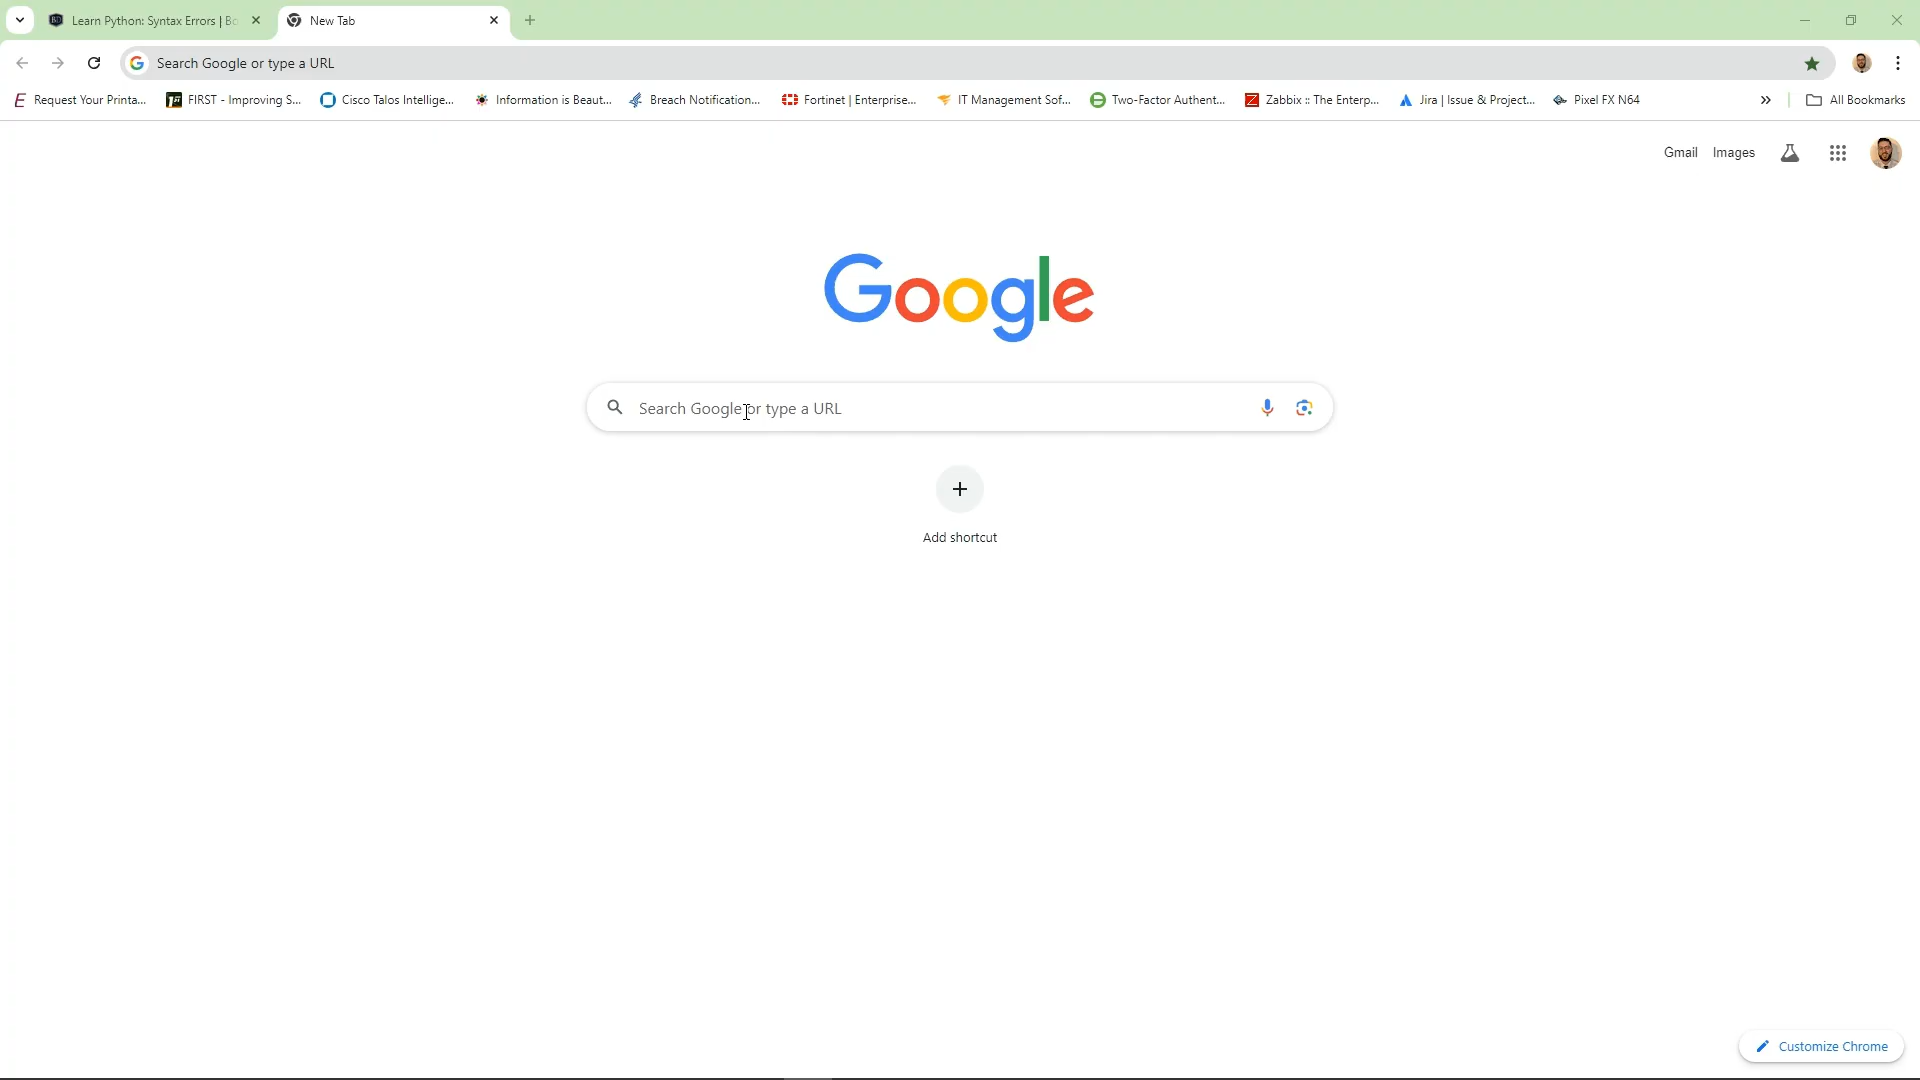 Learn Python: Syntax Errors | Bo
New Tab
Search Google or type a URL
Request Your Printa...
FIRST - Improving S...
Cisco Talos Intellige...
Information is Beaut...
Breach Notification...
Fortinet | Enterprise...
IT Management Sof...
Two-Factor Authent...
Zabbix :: The Enterp...
Jira | Issue & Project...
Pixel FX N64
All Bookmarks
Gmail
Images
Google
Search Google or type a URL
Add shortcut
Customize Chrome